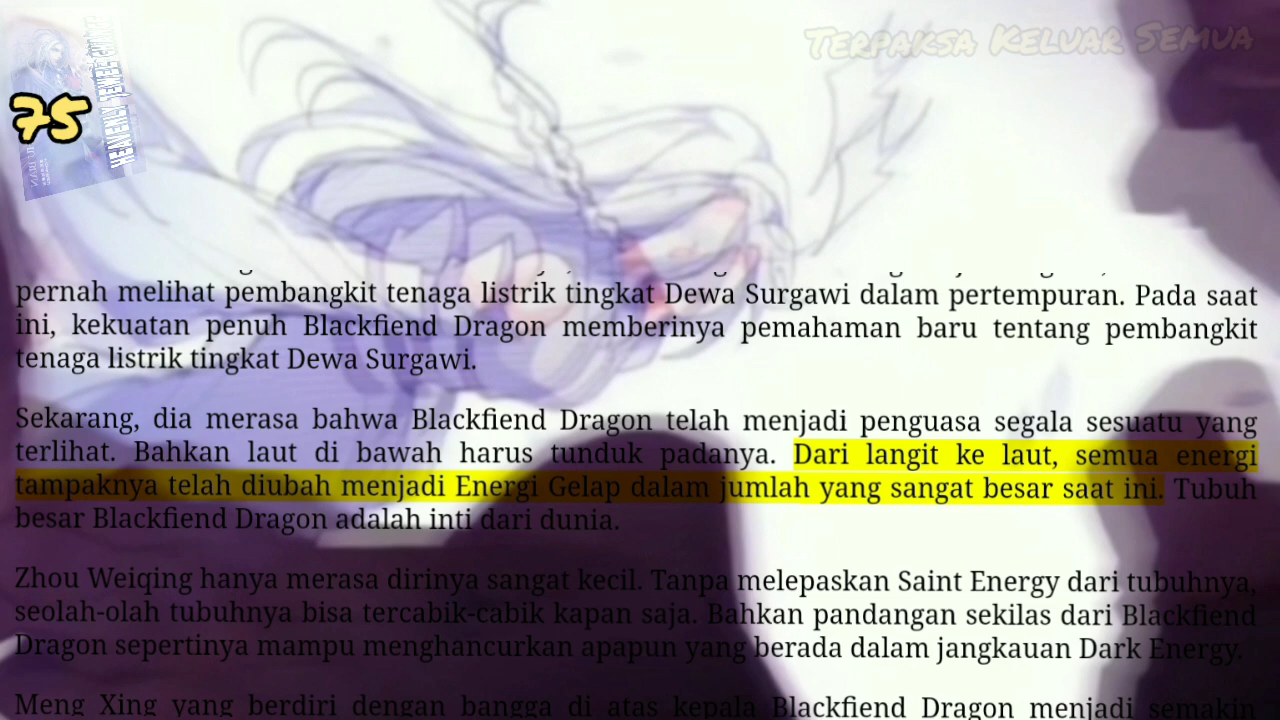 Terpaksa Keluar Semua
75
HEAVENLY JEWEL CHANGE
pernah melihat pembangkit tenaga listrik tingkat Dewa Surgawi dalam pertempuran. Pada saat
ini, kekuatan penuh Blackfiend Dragon memberinya pemahaman baru tentang pembangkit
tenaga listrik tingkat Dewa Surgawi.
Sekarang, dia merasa bahwa Blackfiend Dragon telah menjadi penguasa segala sesuatu yang
terlihat. Bahkan laut di bawah harus tunduk padanya. Dari langit ke laut, semua energi
tampaknya telah diubah menjadi Energi Gelap dalam jumlah yang sangat besar saat ini. Tubuh
besar Blackfiend Dragon adalah inti dari dunia.
Zhou Weiqing hanya merasa dirinya sangat kecil. Tanpa melepaskan Saint Energy dari tubuhnya,
seolah-olah tubuhnya bisa tercabik-cabik kapan saja. Bahkan pandangan sekilas dari Blackfiend
Dragon sepertinya mampu menghancurkan apapun yang berada dalam jangkauan Dark Energy.
Meng Xing yang berdiri dengan bangga di atas kepala Blackfiend Dragon menjadi semakin